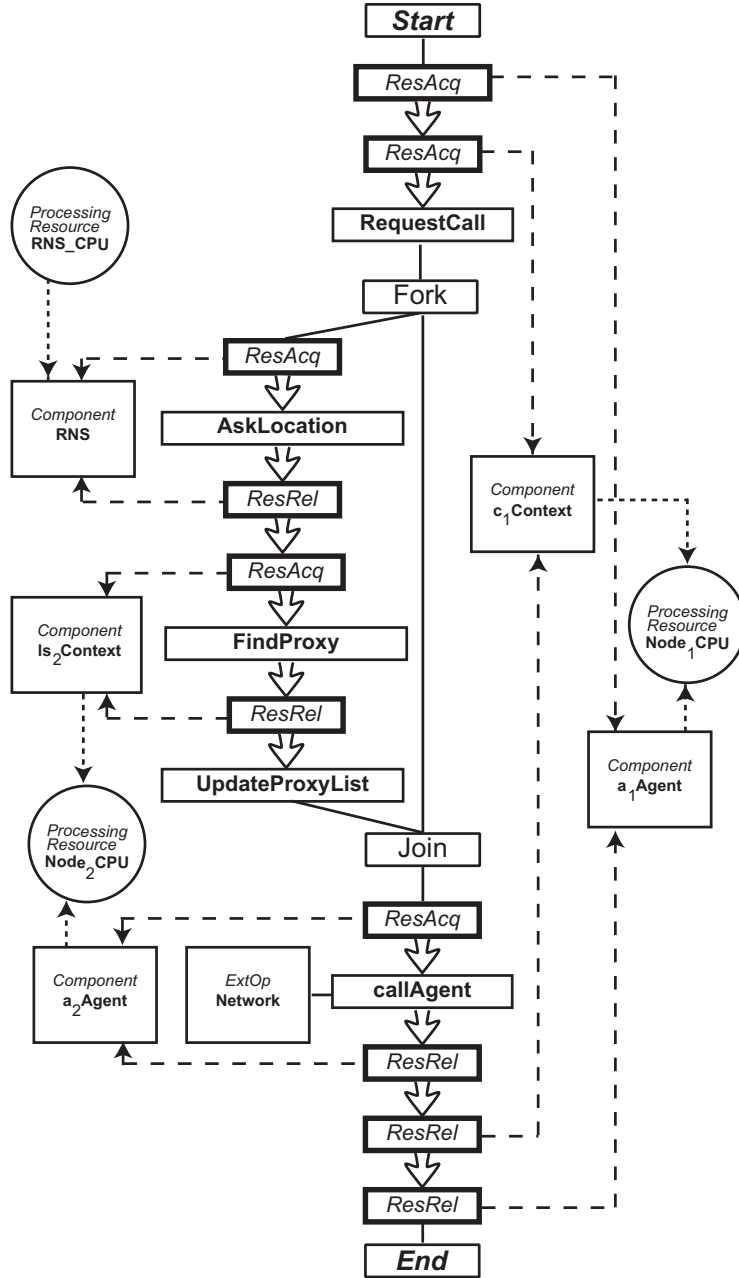 Start
ResAcq
ResAcq
Processing
Resource
RNS_CPU
RequestCall
Fork
ResAcq
Component
RNS
AskLocation
ResRel
Component
c1Context
ResAcq
Component
ls2Context
FindProxy
Processing
Resource
Node1CPU
ResRel
Component
a1Agent
UpdateProxyList
Processing
Resource
Node2CPU
Join
ResAcq
Component
a2Agent
ExtOp
Network
callAgent
ResRel
ResRel
ResRel
End